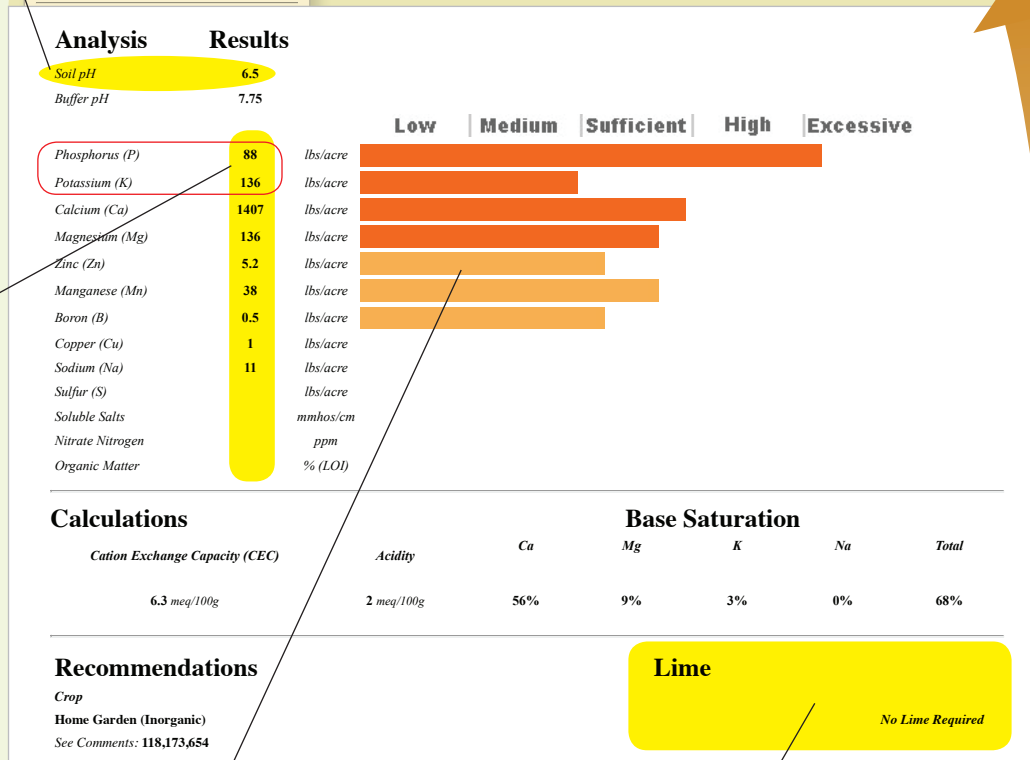 Analysis Results
Soil pH 6.5
Buffer pH 7.75
Low Medium Sufficient High Excessive
Phosphorus (P) 88 lbs/acre
Potassium (K) 136 lbs/acre
Calcium (Ca) 1407 lbs/acre
Magnesium (Mg) 136 lbs/acre
Zinc (Zn) 5.2 lbs/acre
Manganese (Mn) 38 lbs/acre
Boron (B) 0.5 lbs/acre
Copper (Cu) 1 lbs/acre
Sodium (Na) 11 lbs/acre
Sulfur (S) lbs/acre
Soluble Salts mmhos/cm
Nitrate Nitrogen ppm
Organic Matter % (LOI)
Calculations Base Saturation
Cation Exchange Capacity (CEC) Acidity Ca Mg K Na Total
6.3 meq/100g 2 meq/100g 56% 9% 3% 0% 68%
Recommendations Lime
Crop
Home Garden (Inorganic) No Lime Required
See Comments: 118,173,654